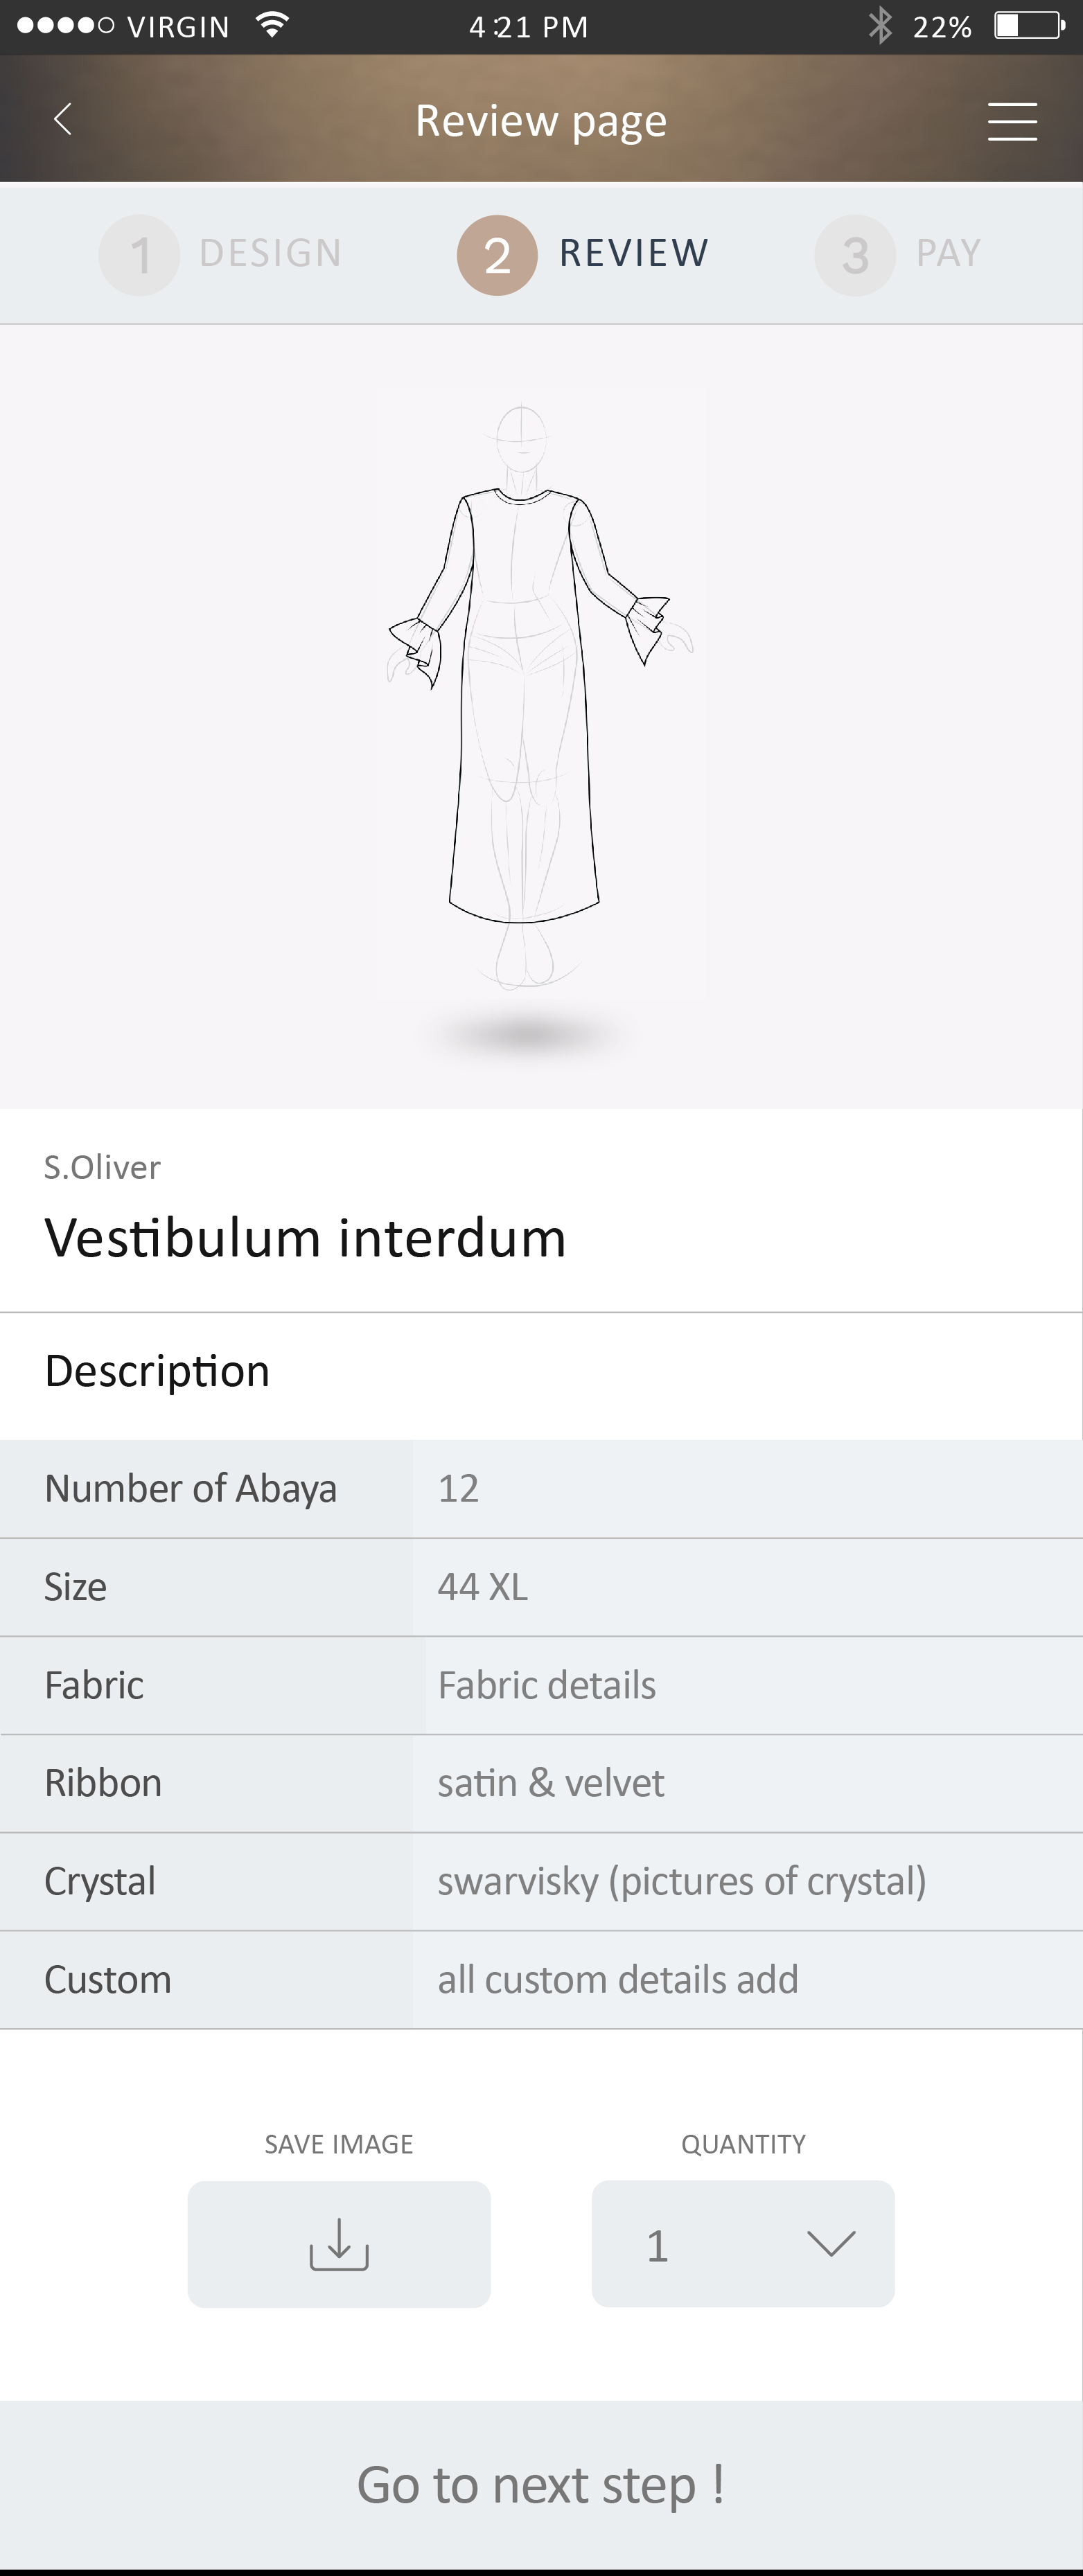 VIRGIN 4:21 PM 22%
Review page
1 DESIGN 2 REVIEW 3 PAY
S.Oliver
Vestibulum interdum
Description
Number of Abaya 12
Size 44 XL
Fabric Fabric details
Ribbon satin & velvet
Crystal swarvisky (pictures of crystal)
Custom all custom details add
SAVE IMAGE QUANTITY
1
Go to next step !